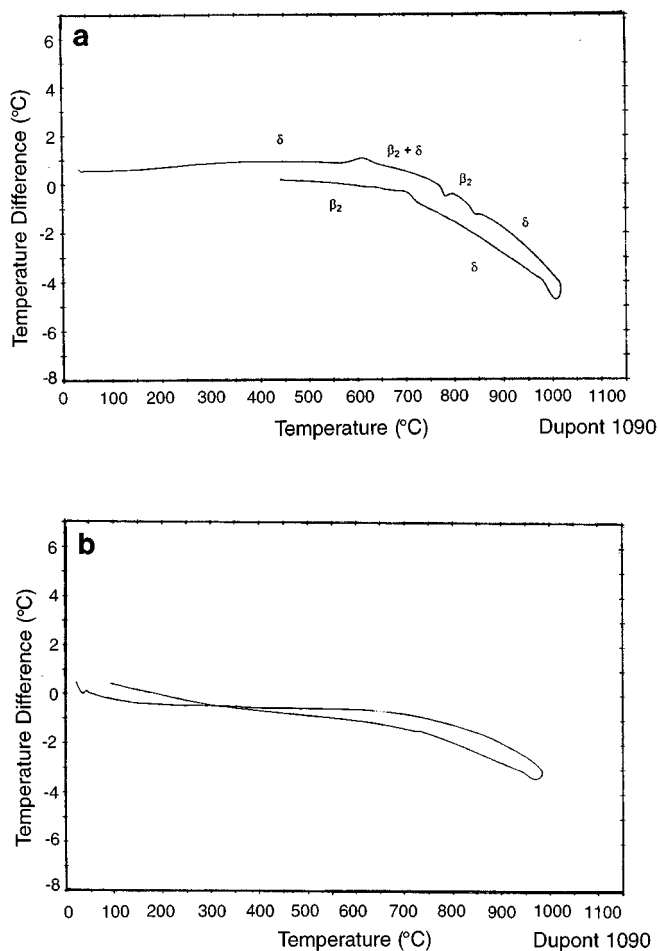 a
6
4
2
0
-2
-4
-6
-8
Temperature Difference (°C)
δ
β₂ + δ
β₂
δ
β₂
δ
0 100 200 300 400 500 600 700 800 900 1000 1100
Temperature (°C) Dupont 1090
b
6
4
2
0
-2
-4
-6
-8
Temperature Difference (°C)
0 100 200 300 400 500 600 700 800 900 1000 1100
Temperature (°C) Dupont 1090